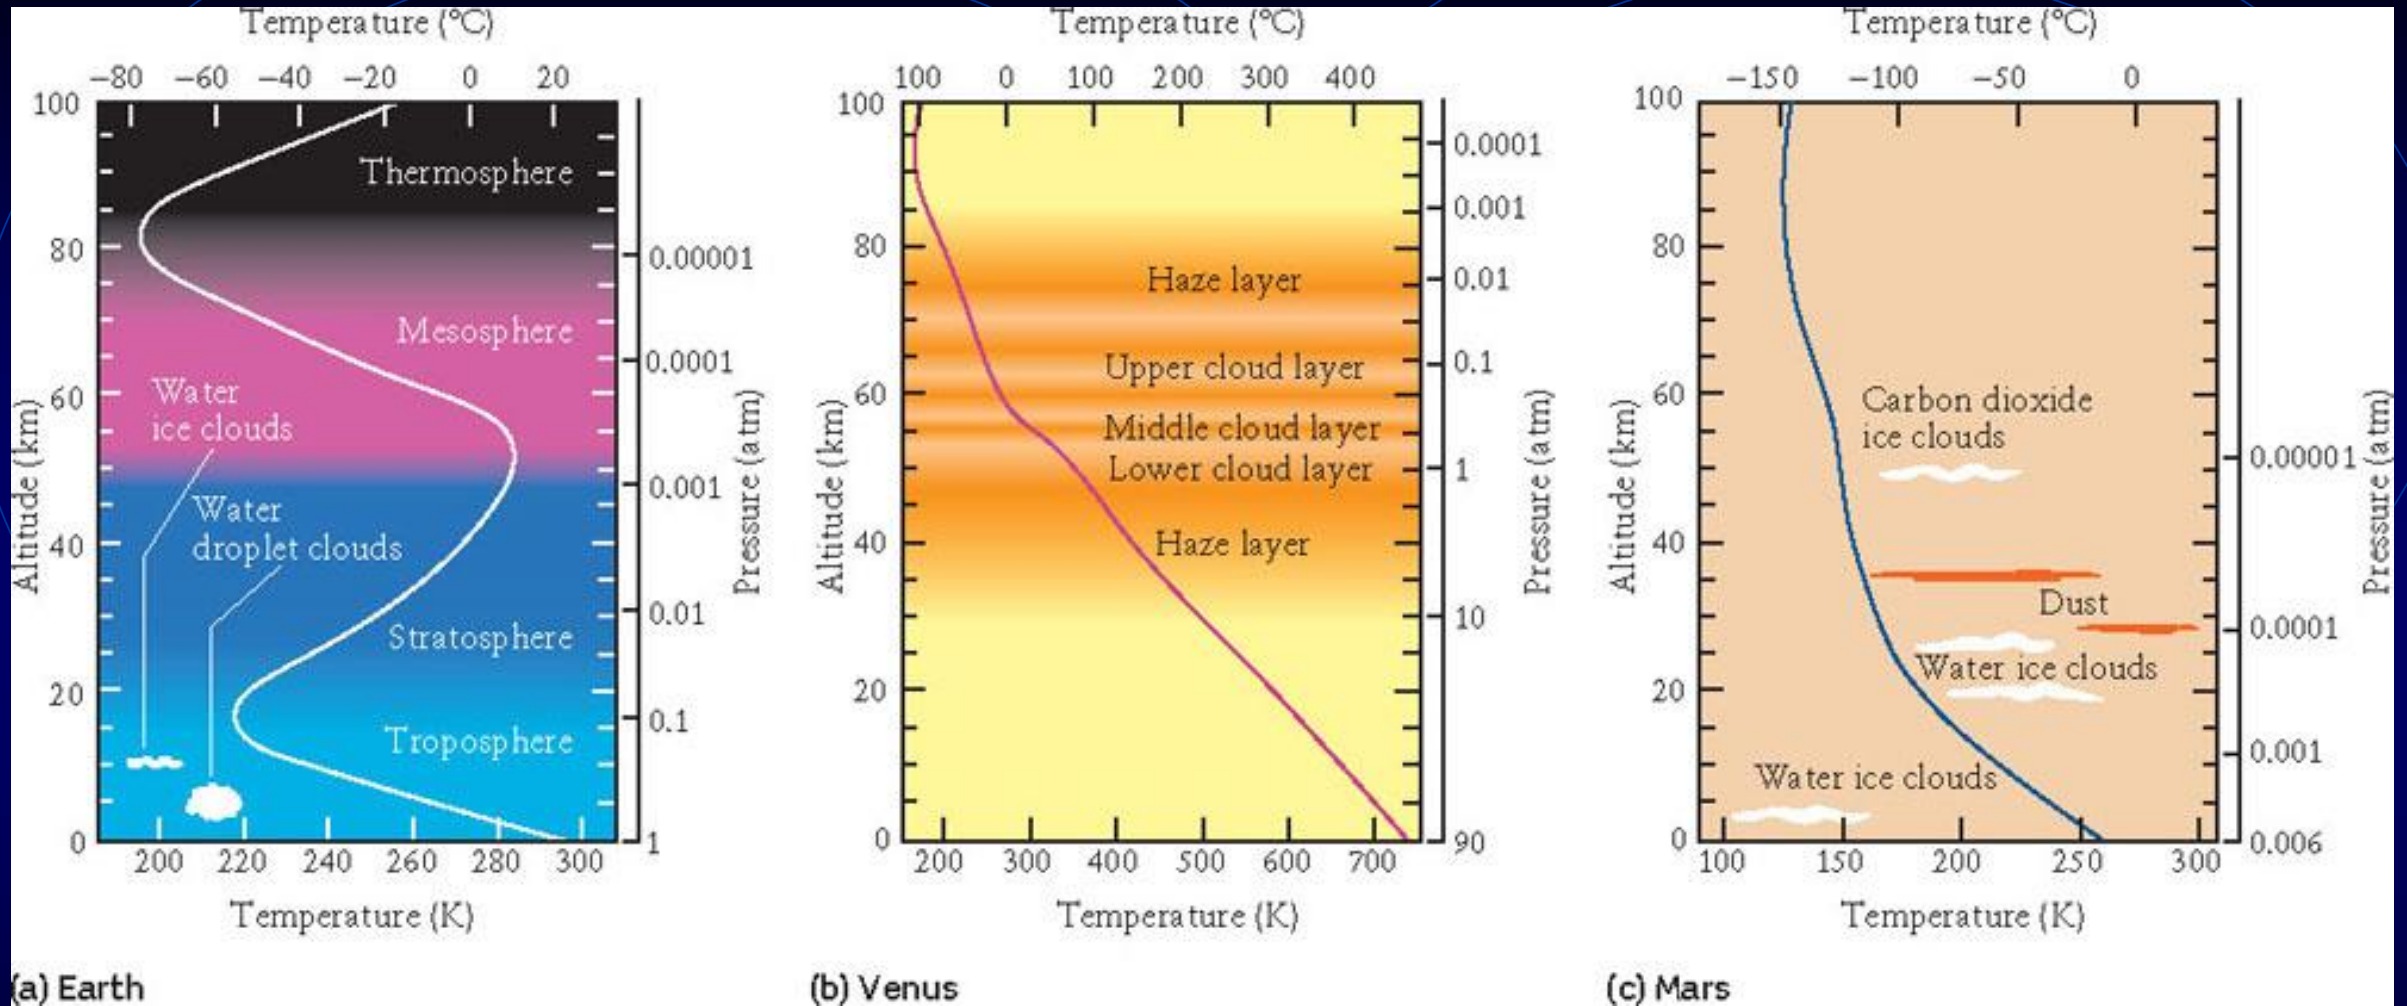 Temperature (°C)
−80 −60 −40 −20 0 20
100
80
60
40
20
0
Altitude (km)
Thermosphere
Mesosphere
Water
ice clouds
Water
droplet clouds
Stratosphere
Troposphere
0.00001
0.0001
0.001
0.01
0.1
1
Pressure (atm)
200 220 240 260 280 300
Temperature (K)
(a) Earth
Temperature (°C)
100 0 100 200 300 400
100
80
60
40
20
0
Altitude (km)
Haze layer
Upper cloud layer
Middle cloud layer
Lower cloud layer
Haze layer
0.0001
0.001
0.01
0.1
1
10
90
Pressure (atm)
200 300 400 500 600 700
Temperature (K)
(b) Venus
Temperature (°C)
−150 −100 −50 0
100
80
60
40
20
0
Altitude (km)
Carbon dioxide
ice clouds
Dust
Water ice clouds
Water ice clouds
0.00001
0.0001
0.001
0.006
Pressure (atm)
100 150 200 250 300
Temperature (K)
(c) Mars